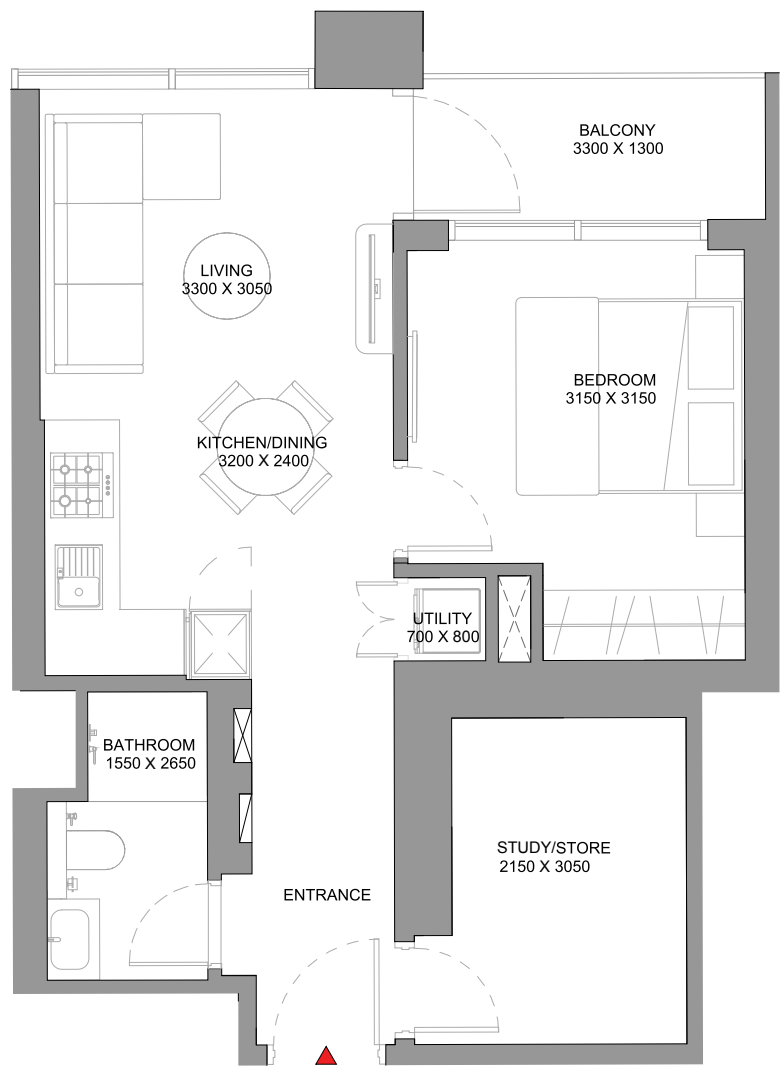 BALCONY
3300 X 1300
LIVING
3300 X 3050
BEDROOM
3150 X 3150
KITCHEN/DINING
3200 X 2400
UTILITY
700 X 800
BATHROOM
1550 X 2650
STUDY/STORE
2150 X 3050
ENTRANCE